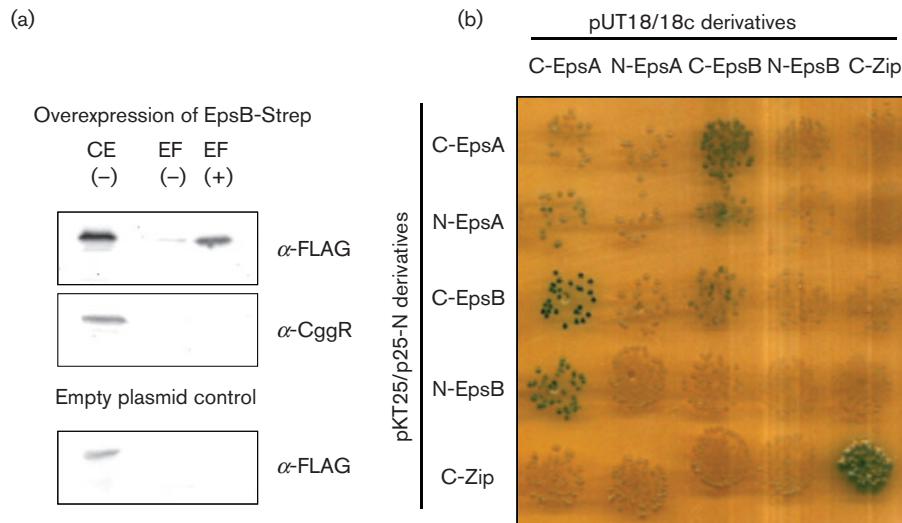 (a)
Overexpression of EpsB-Strep
CE EF EF
(–) (–) (+)
α-FLAG
α-CggR
Empty plasmid control
α-FLAG
(b)
pUT18/18c derivatives
C-EpsA N-EpsA C-EpsB N-EpsB C-Zip
pKT25/p25-N derivatives
C-EpsA
N-EpsA
C-EpsB
N-EpsB
C-Zip